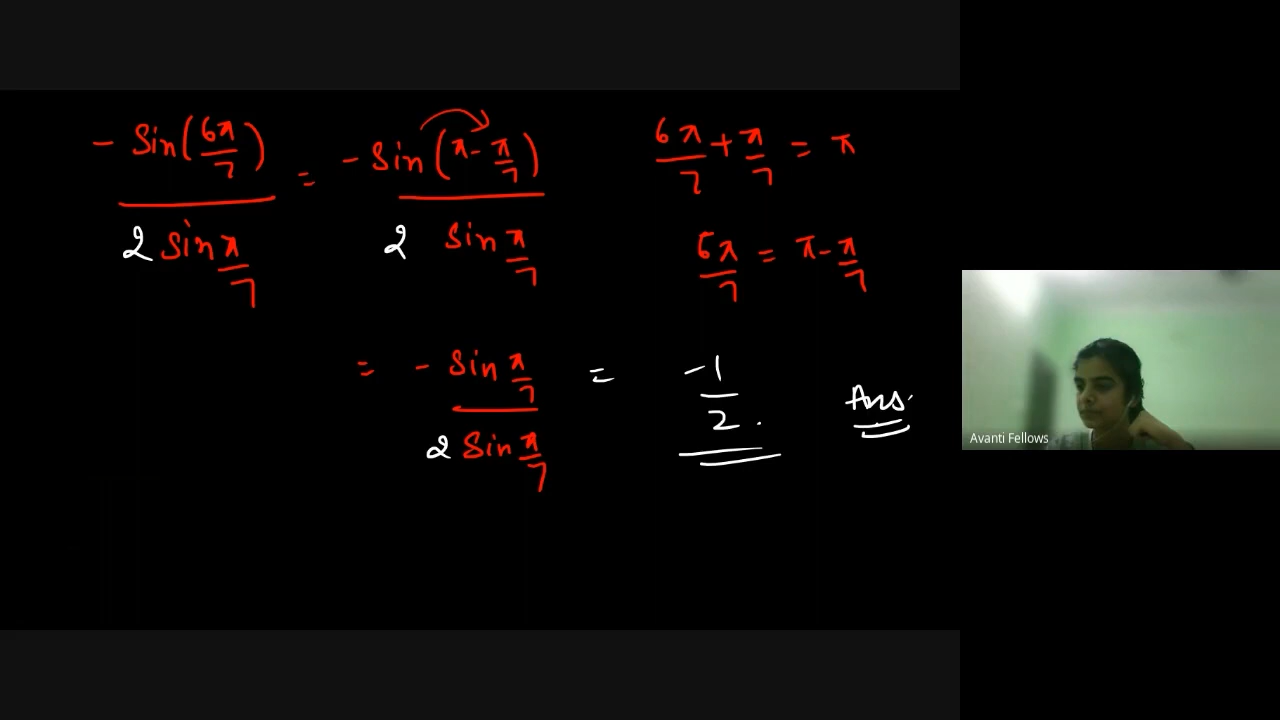 - Sin(6π/7) / 2 Sin π/7 = - Sin(π - π/7) / 2 Sin π/7
6π/7 + π/7 = π
6π/7 = π - π/7
= - Sin π/7 / 2 Sin π/7 = -1/2. Ans.
Avanti Fellows